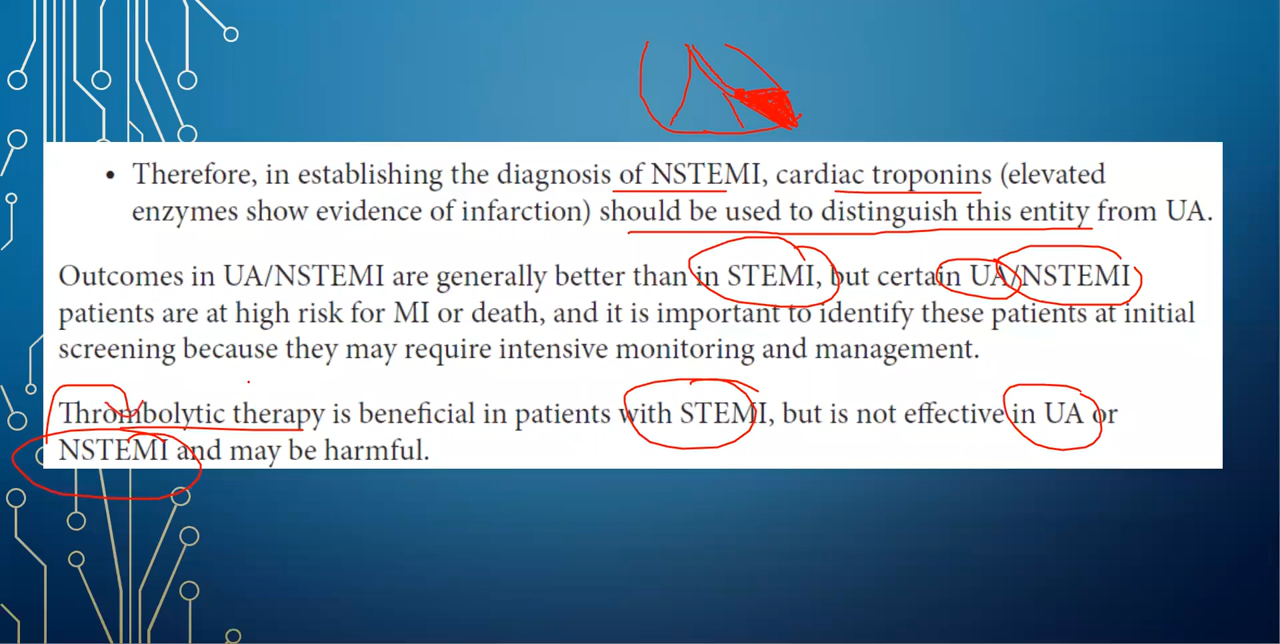 • Therefore, in establishing the diagnosis of NSTEMI, cardiac troponins (elevated
enzymes show evidence of infarction) should be used to distinguish this entity from UA.
Outcomes in UA/NSTEMI are generally better than in STEMI, but certain UA/NSTEMI
patients are at high risk for MI or death, and it is important to identify these patients at initial
screening because they may require intensive monitoring and management.
Thrombolytic therapy is beneficial in patients with STEMI, but is not effective in UA or
NSTEMI and may be harmful.